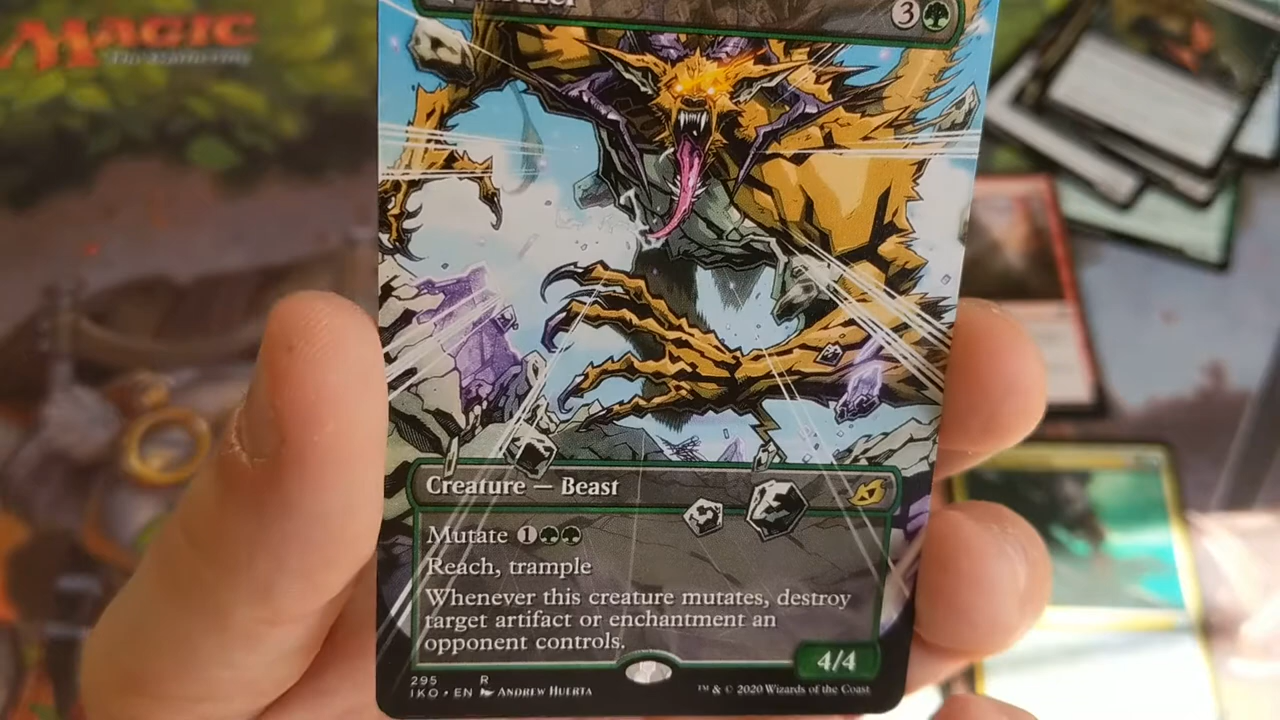 MAGIC
The Gathering
3
Creature — Beast
Mutate 1
Reach, trample
Whenever this creature mutates, destroy
target artifact or enchantment an
opponent controls.
4/4
295 R
IKO • EN ANDREW HUERTA
™ & © 2020 Wizards of the Coast